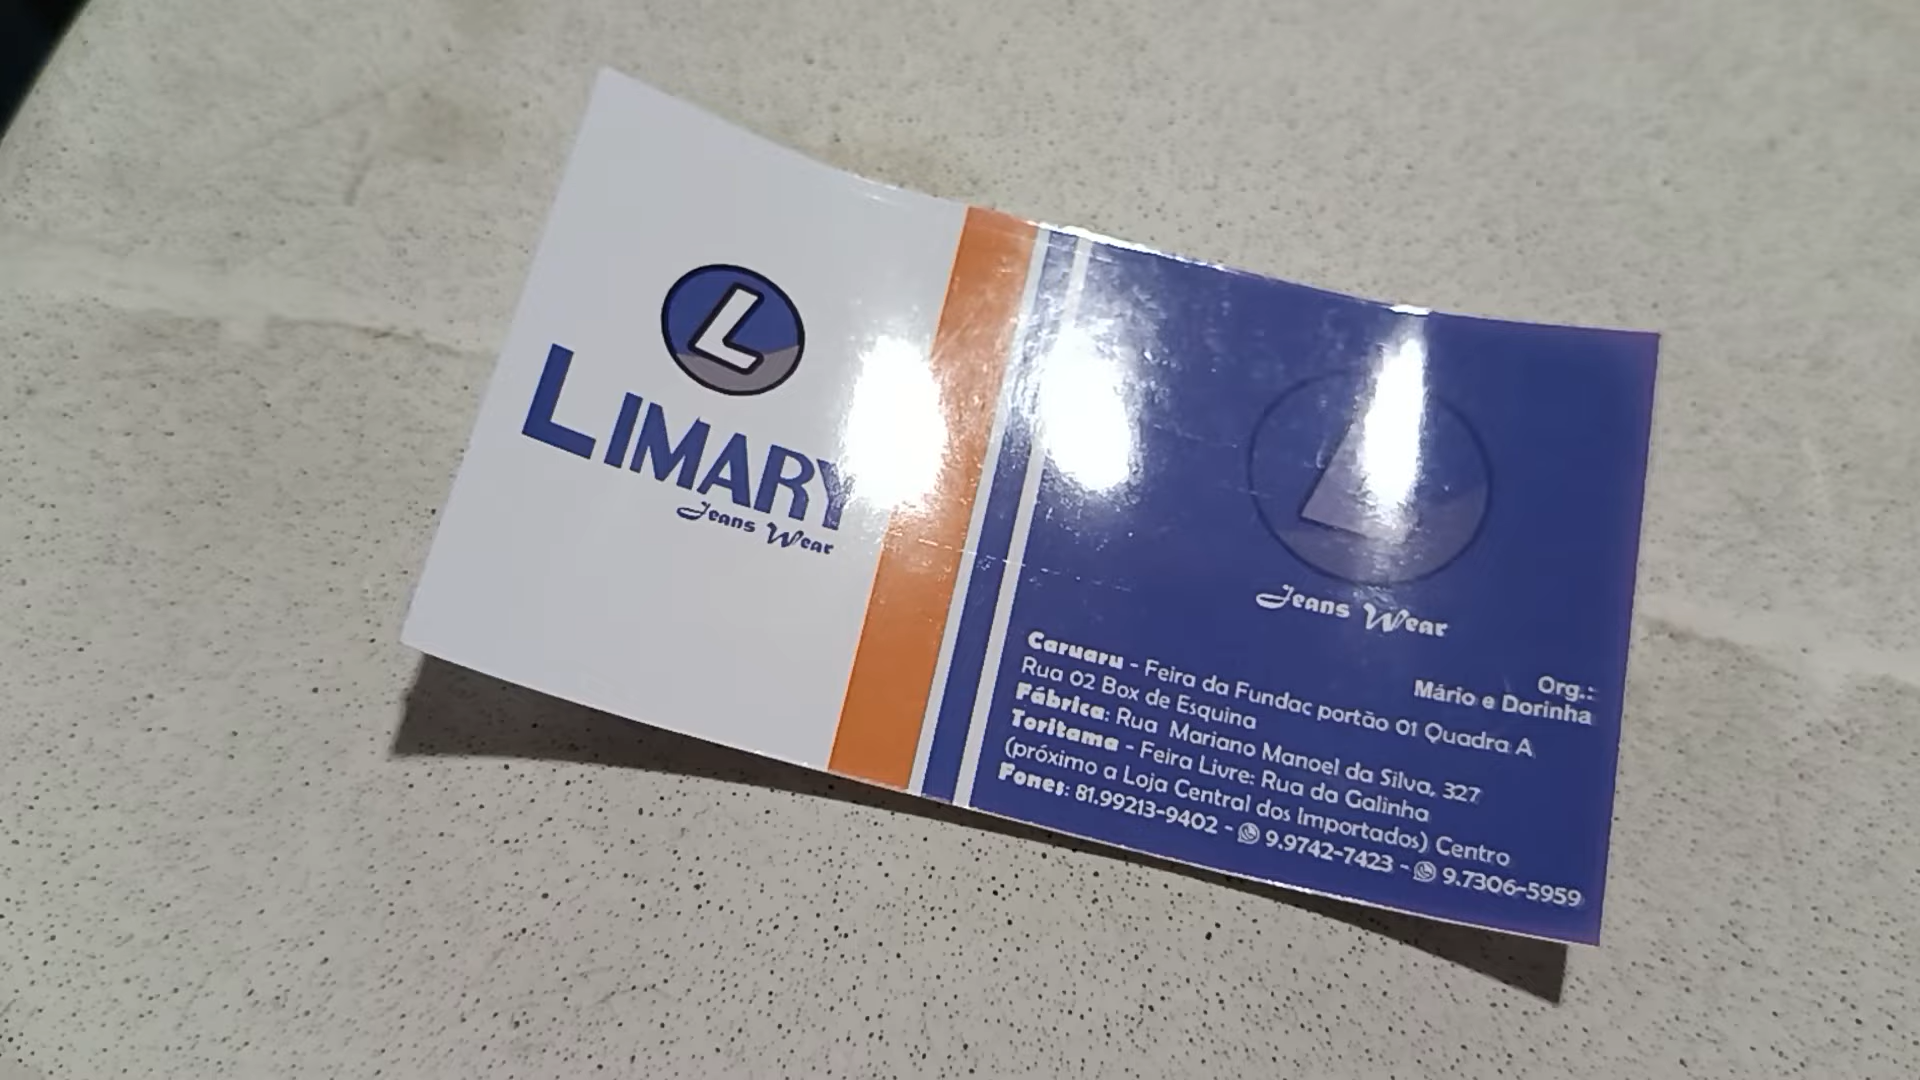 L
LIMARY
Jeans Wear
L
Jeans Wear
Org.:
Mário e Dorinha
Caruaru - Feira da Fundac portão 01 Quadra A
Rua 02 Box de Esquina
Fábrica: Rua Mariano Manoel da Silva, 327
Toritama - Feira Livre: Rua da Galinha
(próximo a Loja Central dos Importados) Centro
Fones: 81.99213-9402 - 9.9742-7423 - 9.7306-5959